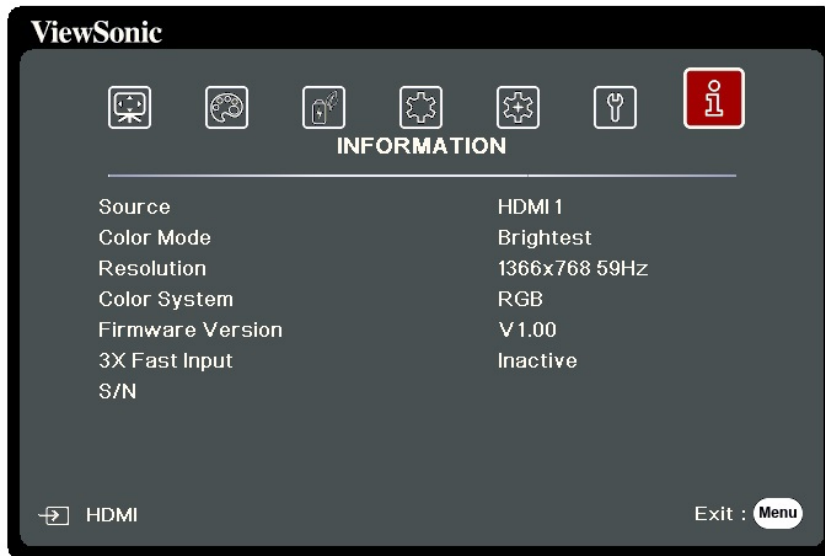 ViewSonic
INFORMATION
Source HDMI 1
Color Mode Brightest
Resolution 1366x768 59Hz
Color System RGB
Firmware Version V1.00
3X Fast Input Inactive
S/N
HDMI Exit : Menu